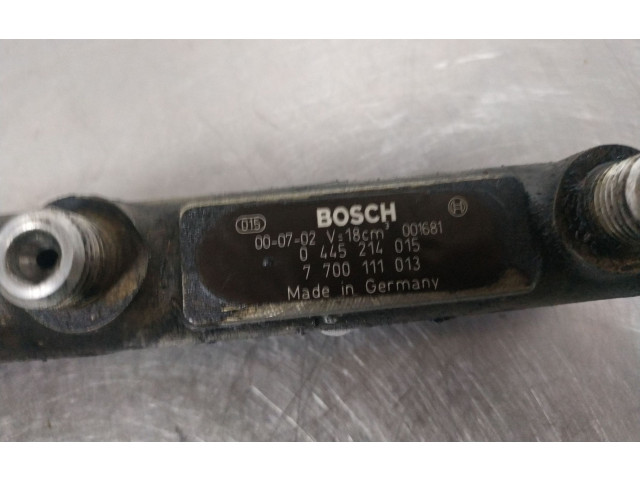 015 BOSCH
00-07-02 V=18cm³ 001681
0 445 214 015
7 700 111 013
Made in Germany